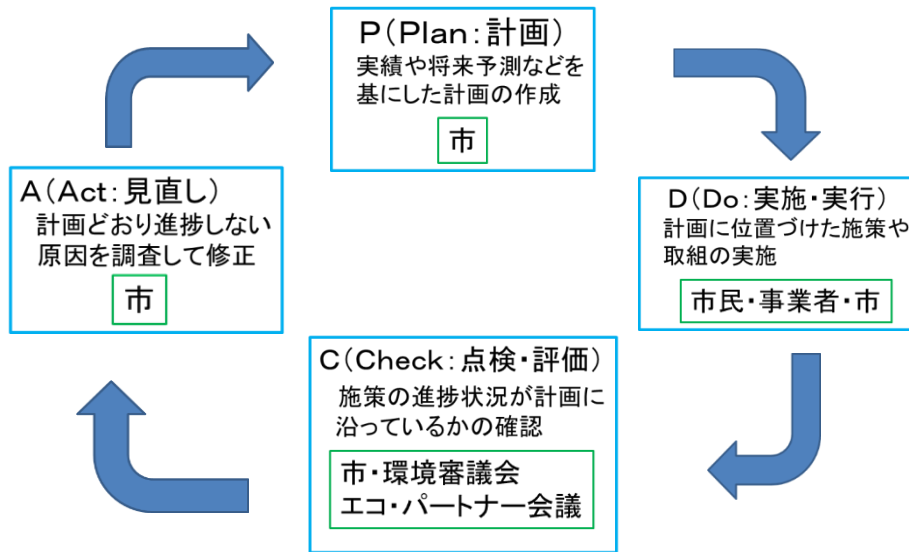 P(Plan:計画)
実績や将来予測などを
基にした計画の作成
市
D(Do:実施・実行)
計画に位置づけた施策や
取組の実施
市民・事業者・市
C(Check:点検・評価)
施策の進捗状況が計画に
沿っているかの確認
市・環境審議会
エコ・パートナー会議
A(Act:見直し)
計画どおり進捗しない
原因を調査して修正
市